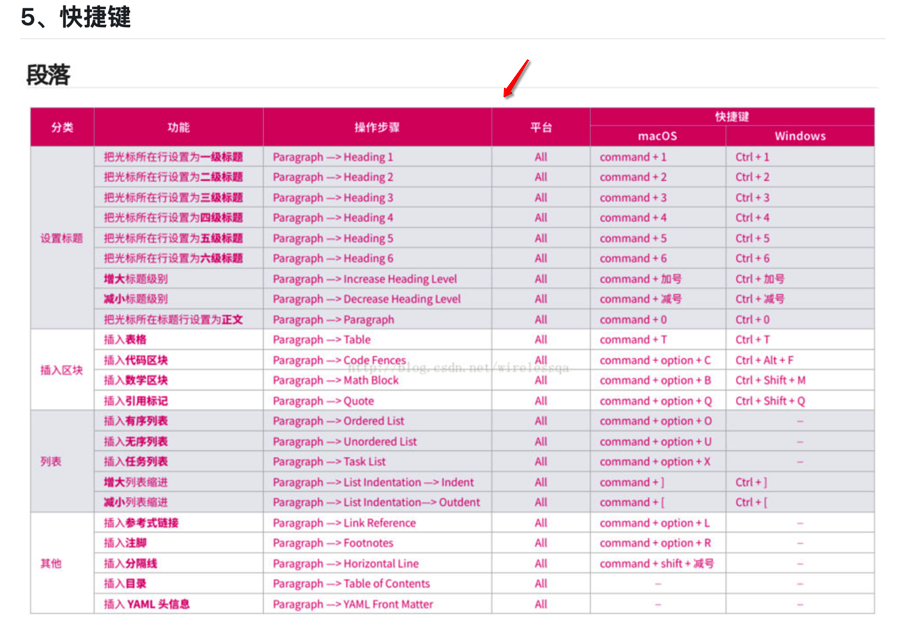 5、快捷键
段落
分类 功能 操作步骤 平台 快捷键
macOS Windows
设置标题
把光标所在行设置为一级标题 Paragraph —> Heading 1 All command + 1 Ctrl + 1
把光标所在行设置为二级标题 Paragraph —> Heading 2 All command + 2 Ctrl + 2
把光标所在行设置为三级标题 Paragraph —> Heading 3 All command + 3 Ctrl + 3
把光标所在行设置为四级标题 Paragraph —> Heading 4 All command + 4 Ctrl + 4
把光标所在行设置为五级标题 Paragraph —> Heading 5 All command + 5 Ctrl + 5
把光标所在行设置为六级标题 Paragraph —> Heading 6 All command + 6 Ctrl + 6
增大标题级别 Paragraph —> Increase Heading Level All command + 加号 Ctrl + 加号
减小标题级别 Paragraph —> Decrease Heading Level All command + 减号 Ctrl + 减号
把光标所在标题行设置为正文 Paragraph —> Paragraph All command + 0 Ctrl + 0
插入区块
插入表格 Paragraph —> Table All command + T Ctrl + T
插入代码区块 Paragraph —> Code Fences All command + option + C Ctrl + Alt + F
http://blog.csdn.net/wirelessqa
插入数学区块 Paragraph —> Math Block All command + option + B Ctrl + Shift + M
插入引用标记 Paragraph —> Quote All command + option + Q Ctrl + Shift + Q
列表
插入有序列表 Paragraph —> Ordered List All command + option + O –
插入无序列表 Paragraph —> Unordered List All command + option + U –
插入任务列表 Paragraph —> Task List All command + option + X –
增大列表缩进 Paragraph —> List Indentation —> Indent All command + ] Ctrl + ]
减小列表缩进 Paragraph —> List Indentation—> Outdent All command + [ Ctrl + [
其他
插入参考式链接 Paragraph —> Link Reference All command + option + L –
插入注脚 Paragraph —> Footnotes All command + option + R –
插入分隔线 Paragraph —> Horizontal Line All command + shift + 减号 –
插入目录 Paragraph —> Table of Contents All – –
插入 YAML 头信息 Paragraph —> YAML Front Matter All – –